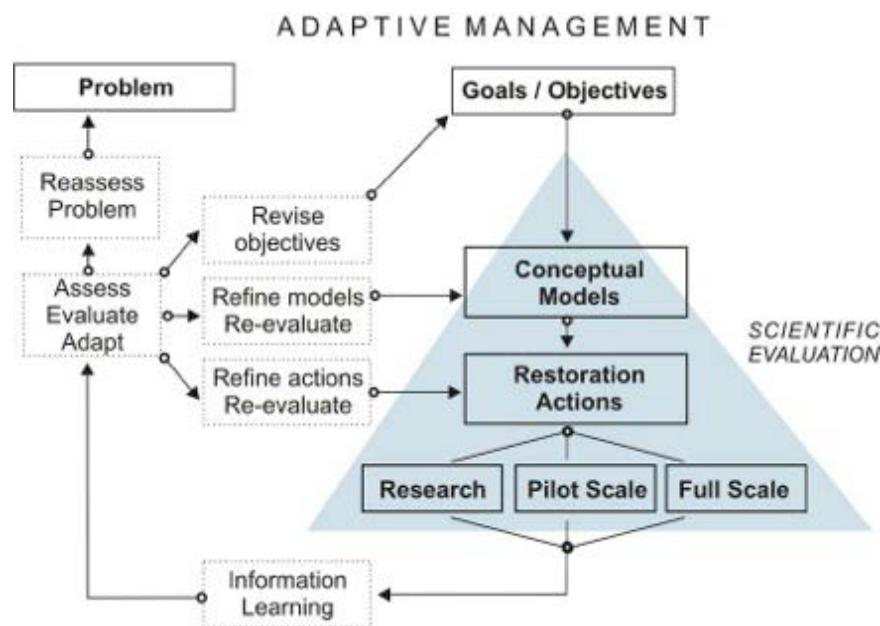 ADAPTIVE MANAGEMENT
Problem
Goals / Objectives
Reassess
Problem
Revise
objectives
Assess
Evaluate
Adapt
Refine models
Re-evaluate
Conceptual
Models
SCIENTIFIC
EVALUATION
Refine actions
Re-evaluate
Restoration
Actions
Research
Pilot Scale
Full Scale
Information
Learning